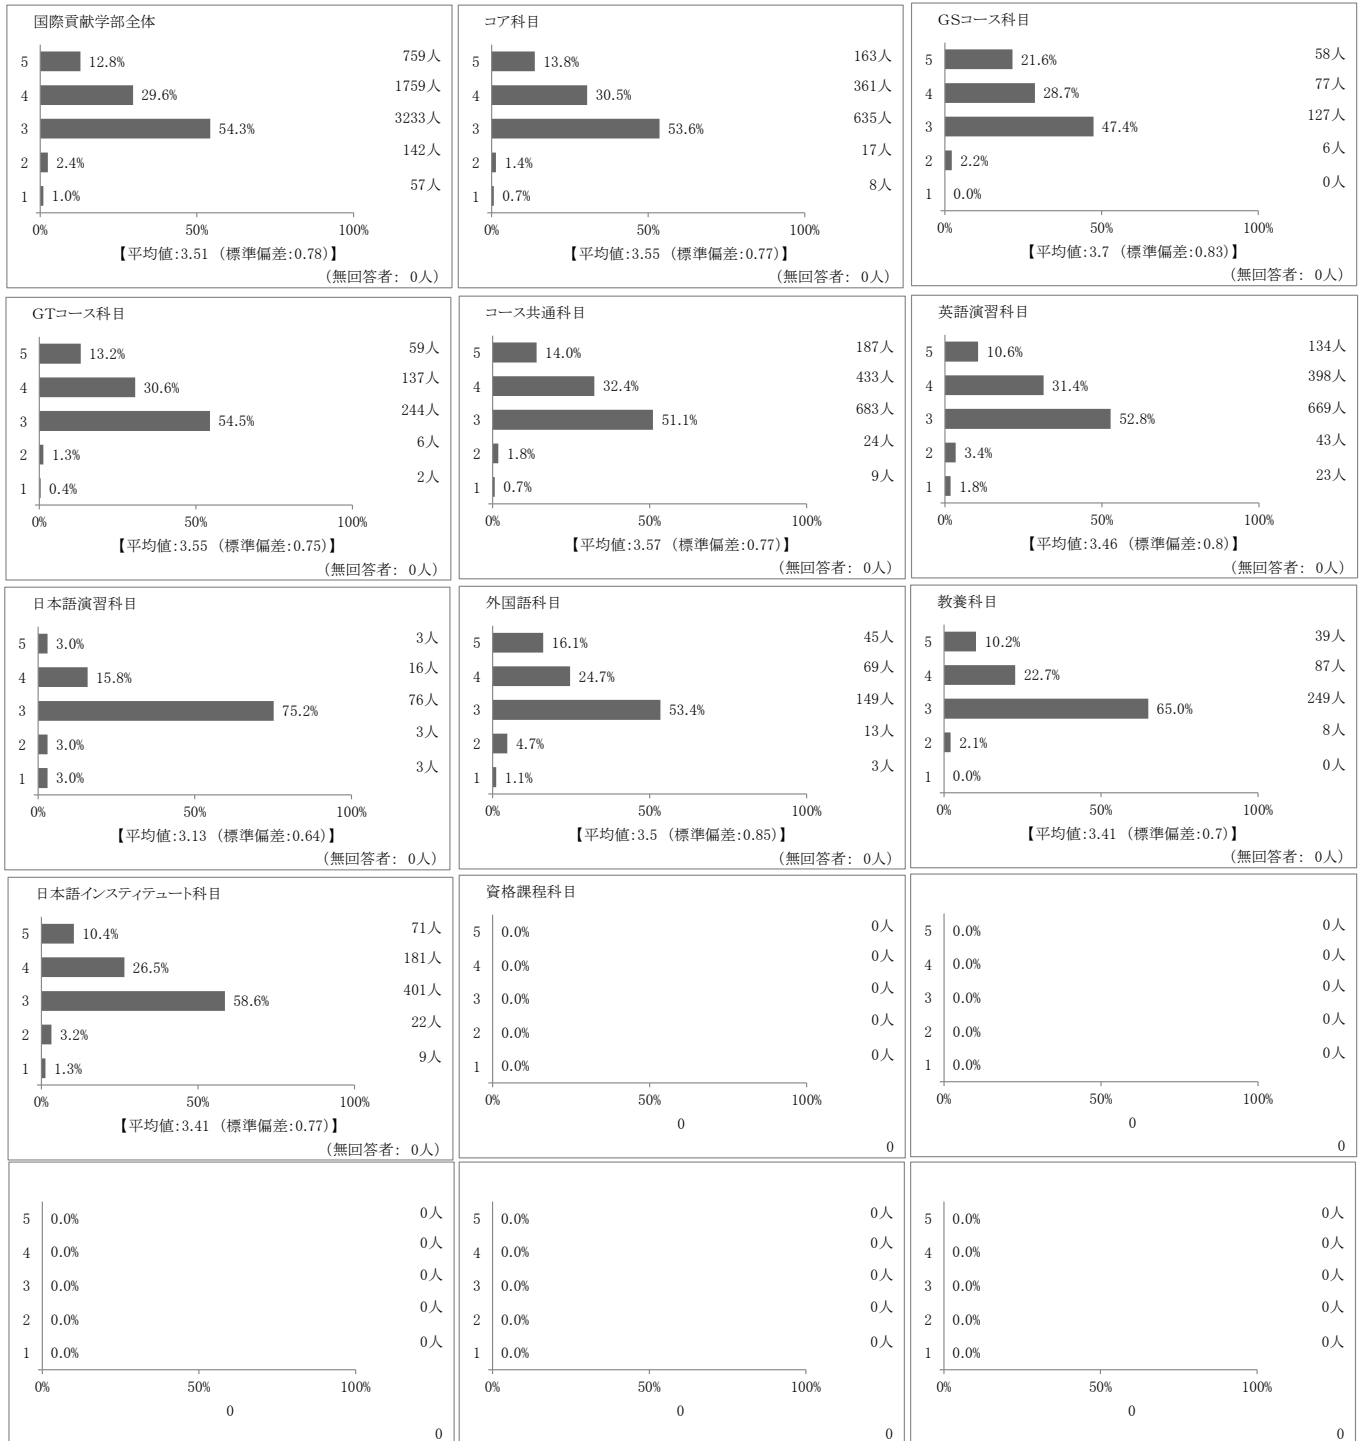 国際貢献学部全体
5 12.8% 759人
4 29.6% 1759人
3 54.3% 3233人
2 2.4% 142人
1 1.0% 57人
0% 50% 100%
【平均値:3.51 (標準偏差:0.78)】
(無回答者: 0人)
コア科目
5 13.8% 163人
4 30.5% 361人
3 53.6% 635人
2 1.4% 17人
1 0.7% 8人
0% 50% 100%
【平均値:3.55 (標準偏差:0.77)】
(無回答者: 0人)
GSコース科目
5 21.6% 58人
4 28.7% 77人
3 47.4% 127人
2 2.2% 6人
1 0.0% 0人
0% 50% 100%
【平均値:3.7 (標準偏差:0.83)】
(無回答者: 0人)
GTコース科目
5 13.2% 59人
4 30.6% 137人
3 54.5% 244人
2 1.3% 6人
1 0.4% 2人
0% 50% 100%
【平均値:3.55 (標準偏差:0.75)】
(無回答者: 0人)
コース共通科目
5 14.0% 187人
4 32.4% 433人
3 51.1% 683人
2 1.8% 24人
1 0.7% 9人
0% 50% 100%
【平均値:3.57 (標準偏差:0.77)】
(無回答者: 0人)
英語演習科目
5 10.6% 134人
4 31.4% 398人
3 52.8% 669人
2 3.4% 43人
1 1.8% 23人
0% 50% 100%
【平均値:3.46 (標準偏差:0.8)】
(無回答者: 0人)
日本語演習科目
5 3.0% 3人
4 15.8% 16人
3 75.2% 76人
2 3.0% 3人
1 3.0% 3人
0% 50% 100%
【平均値:3.13 (標準偏差:0.64)】
(無回答者: 0人)
外国語科目
5 16.1% 45人
4 24.7% 69人
3 53.4% 149人
2 4.7% 13人
1 1.1% 3人
0% 50% 100%
【平均値:3.5 (標準偏差:0.85)】
(無回答者: 0人)
教養科目
5 10.2% 39人
4 22.7% 87人
3 65.0% 249人
2 2.1% 8人
1 0.0% 0人
0% 50% 100%
【平均値:3.41 (標準偏差:0.7)】
(無回答者: 0人)
日本語インスティテュート科目
5 10.4% 71人
4 26.5% 181人
3 58.6% 401人
2 3.2% 22人
1 1.3% 9人
0% 50% 100%
【平均値:3.41 (標準偏差:0.77)】
(無回答者: 0人)
資格課程科目
5 0.0% 0人
4 0.0% 0人
3 0.0% 0人
2 0.0% 0人
1 0.0% 0人
0% 50% 100%
0
0
5 0.0% 0人
4 0.0% 0人
3 0.0% 0人
2 0.0% 0人
1 0.0% 0人
0% 50% 100%
0
0
5 0.0% 0人
4 0.0% 0人
3 0.0% 0人
2 0.0% 0人
1 0.0% 0人
0% 50% 100%
0
0
5 0.0% 0人
4 0.0% 0人
3 0.0% 0人
2 0.0% 0人
1 0.0% 0人
0% 50% 100%
0
0
5 0.0% 0人
4 0.0% 0人
3 0.0% 0人
2 0.0% 0人
1 0.0% 0人
0% 50% 100%
0
0